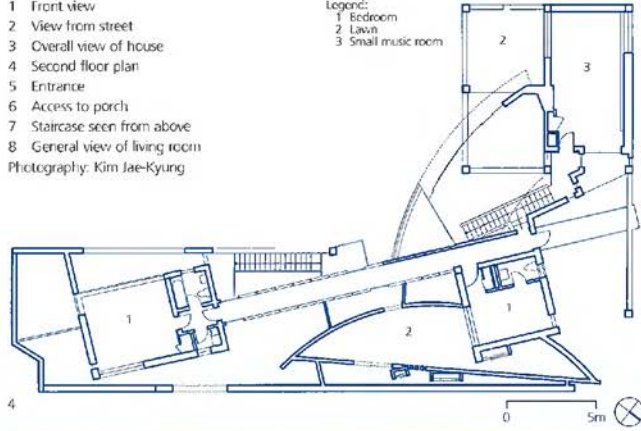 1 Front view
2 View from street
3 Overall view of house
4 Second floor plan
5 Entrance
6 Access to porch
7 Staircase seen from above
8 General view of living room
Photography: Kim Jae-Kyung
Legend:
1 Bedroom
2 Lawn
3 Small music room
2
3
1
2
1
4
0 5m